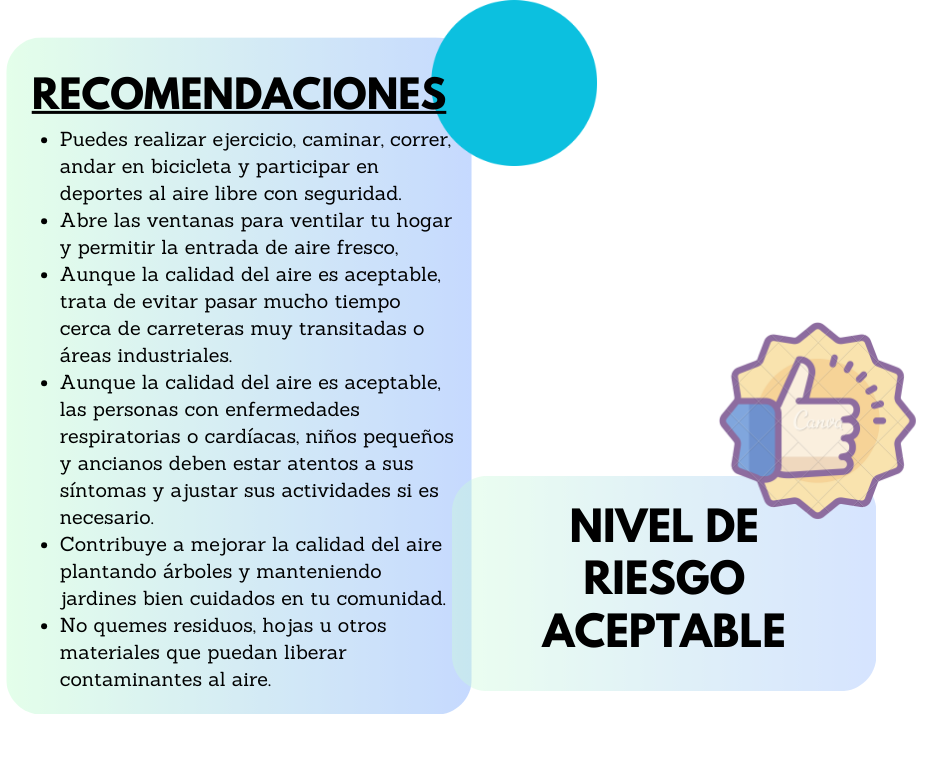 RECOMENDACIONES
• Puedes realizar ejercicio, caminar, correr,
andar en bicicleta y participar en
deportes al aire libre con seguridad.
• Abre las ventanas para ventilar tu hogar
y permitir la entrada de aire fresco,
• Aunque la calidad del aire es aceptable,
trata de evitar pasar mucho tiempo
cerca de carreteras muy transitadas o
áreas industriales.
• Aunque la calidad del aire es aceptable,
las personas con enfermedades
respiratorias o cardíacas, niños pequeños
y ancianos deben estar atentos a sus
síntomas y ajustar sus actividades si es
necesario.
• Contribuye a mejorar la calidad del aire
plantando árboles y manteniendo
jardines bien cuidados en tu comunidad.
• No quemes residuos, hojas u otros
materiales que puedan liberar
contaminantes al aire.
Canva
NIVEL DE
RIESGO
ACEPTABLE